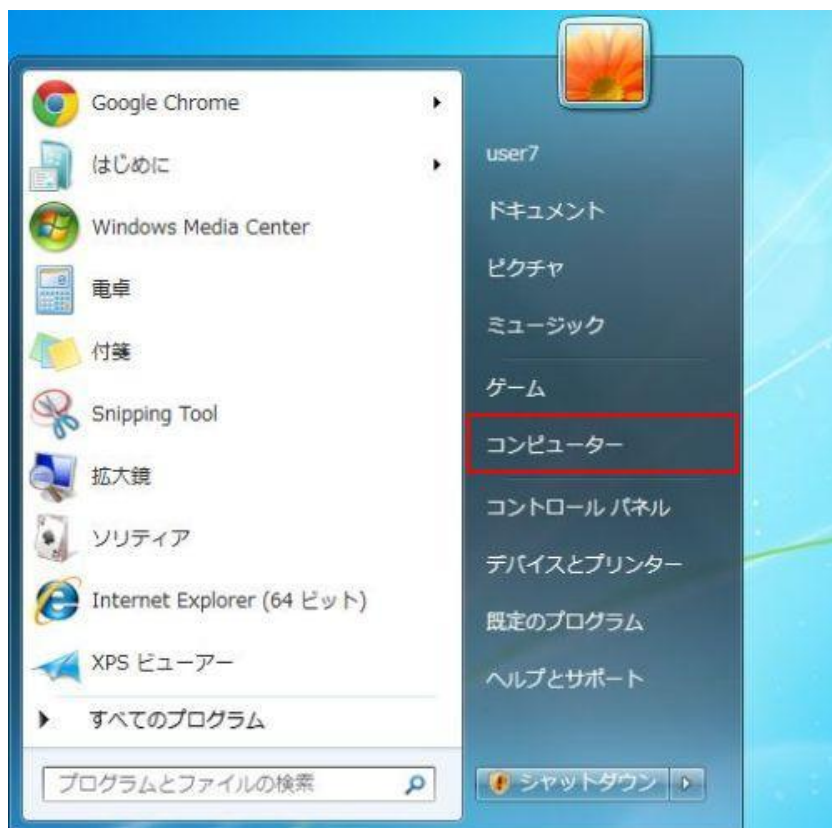 Google Chrome
はじめに
Windows Media Center
電卓
付箋
Snipping Tool
拡大鏡
ソリティア
Internet Explorer (64 ビット)
XPS ビューアー
すべてのプログラム
プログラムとファイルの検索
user7
ドキュメント
ピクチャ
ミュージック
ゲーム
コンピューター
コントロール パネル
デバイスとプリンター
既定のプログラム
ヘルプとサポート
シャットダウン